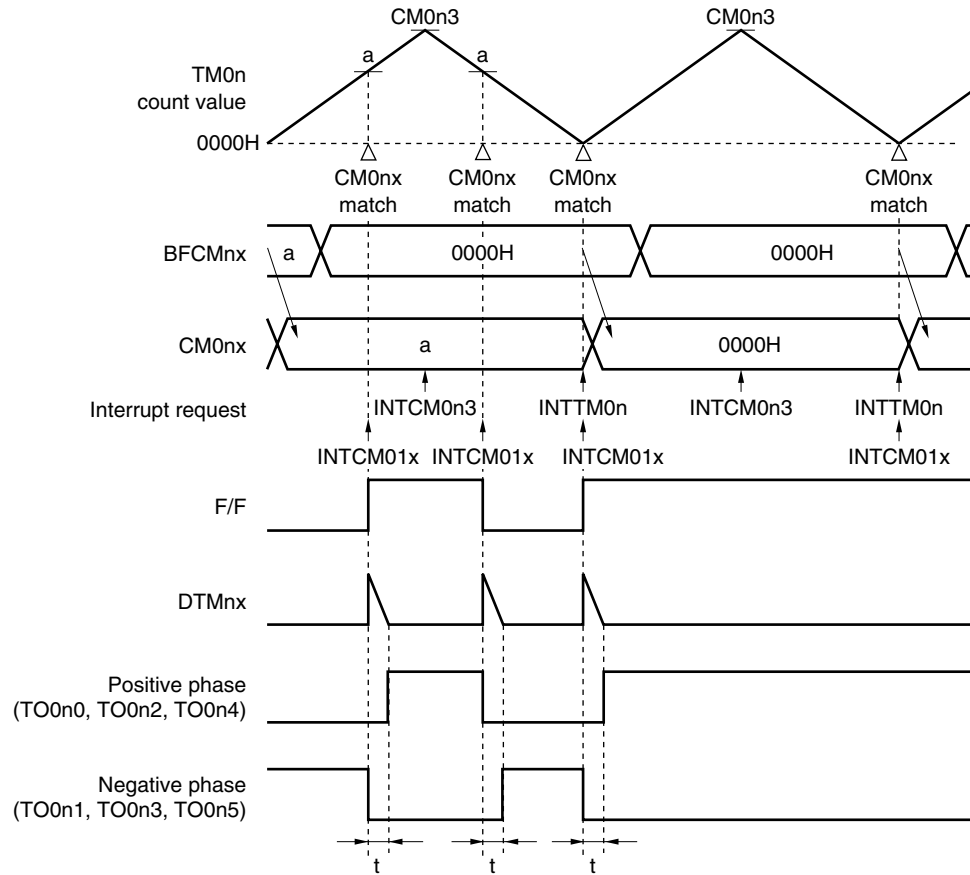 CM0n3
CM0n3
a
a
TM0n
count value
0000H
CM0nx
match
CM0nx
match
CM0nx
match
CM0nx
match
BFCMnx
a
0000H
0000H
CM0nx
a
0000H
Interrupt request
INTCM0n3
INTTM0n
INTCM0n3
INTTM0n
INTCM01x
INTCM01x
INTCM01x
INTCM01x
F/F
DTMnx
Positive phase
(TO0n0, TO0n2, TO0n4)
Negative phase
(TO0n1, TO0n3, TO0n5)
t
t
t